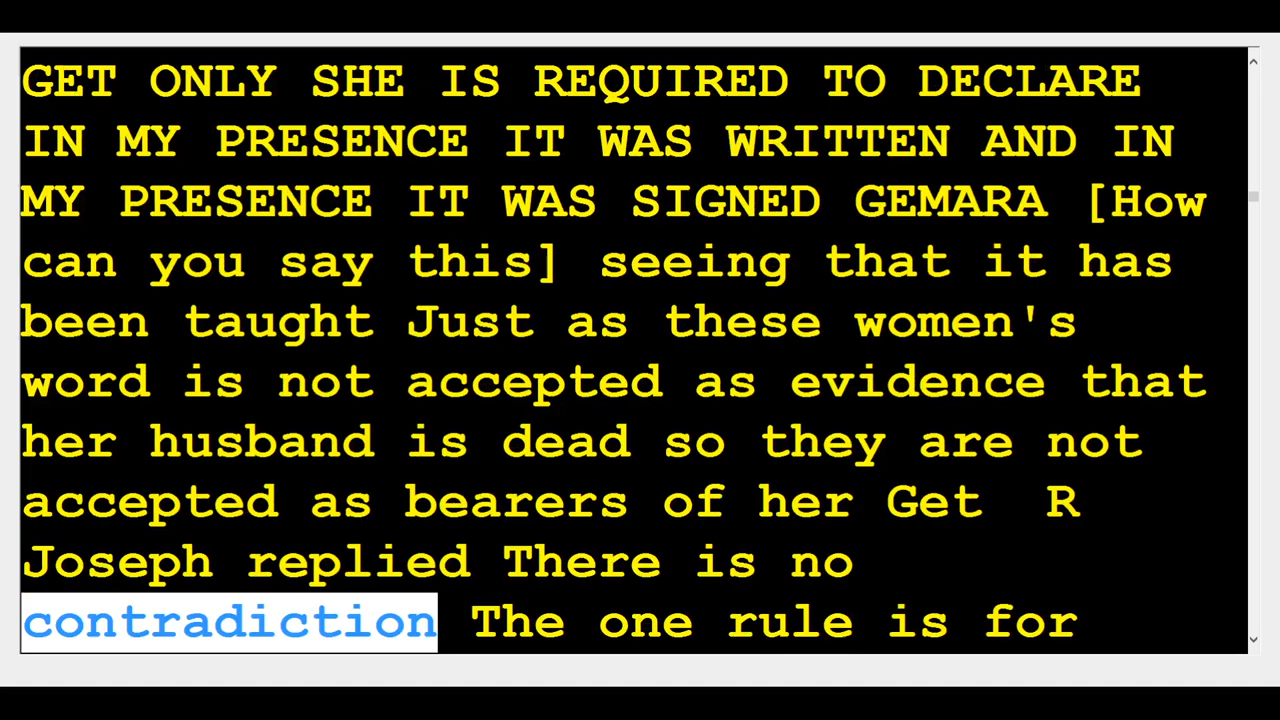 GET ONLY SHE IS REQUIRED TO DECLARE
IN MY PRESENCE IT WAS WRITTEN AND IN
MY PRESENCE IT WAS SIGNED GEMARA [How
can you say this] seeing that it has
been taught Just as these women's
word is not accepted as evidence that
her husband is dead so they are not
accepted as bearers of her Get  R
Joseph replied There is no
contradiction The one rule is for